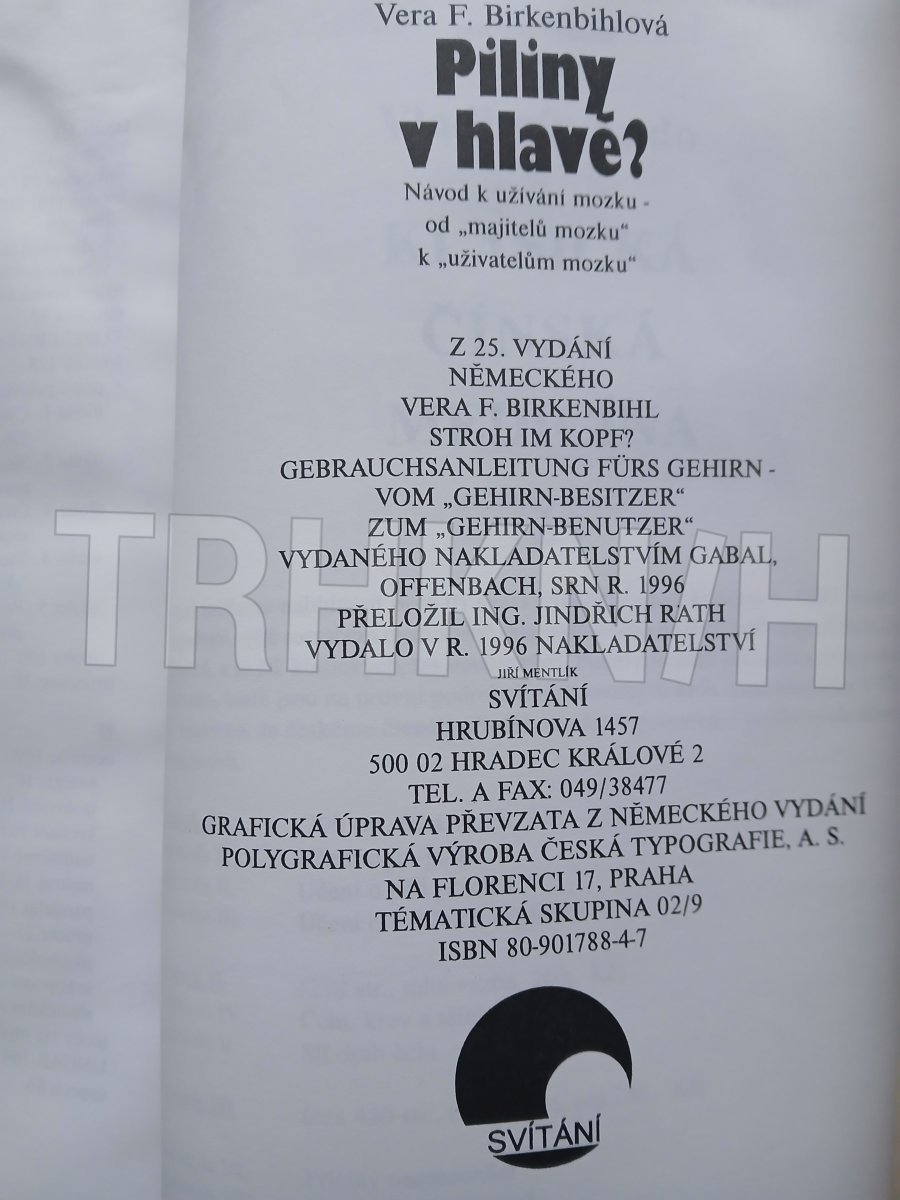 Vera F. Birkenbihlová
Piliny
v hlavě?
Návod k užívání mozku -
od „majitelů mozku“
k „uživatelům mozku“
Z 25. VYDÁNÍ
NĚMECKÉHO
VERA F. BIRKENBIHL
STROH IM KOPF?
GEBRAUCHSANLEITUNG FÜRS GEHIRN -
VOM „GEHIRN-BESITZER“
ZUM „GEHIRN-BENUTZER“
VYDANÉHO NAKLADATELSTVÍM GABAL,
OFFENBACH, SRN R. 1996
TRHKNIH
PŘELOŽIL ING. JINDŘICH RATH
VYDALO V R. 1996 NAKLADATELSTVÍ
JIŘÍ MENTLÍK
SVÍTÁNÍ
HRUBÍNOVA 1457
500 02 HRADEC KRÁLOVÉ 2
TEL. A FAX: 049/38477
GRAFICKÁ ÚPRAVA PŘEVZATA Z NĚMECKÉHO VYDÁNÍ
POLYGRAFICKÁ VÝROBA ČESKÁ TYPOGRAFIE, A. S.
NA FLORENCI 17, PRAHA
TÉMATICKÁ SKUPINA 02/9
ISBN 80-901788-4-7
SVÍTÁNÍ